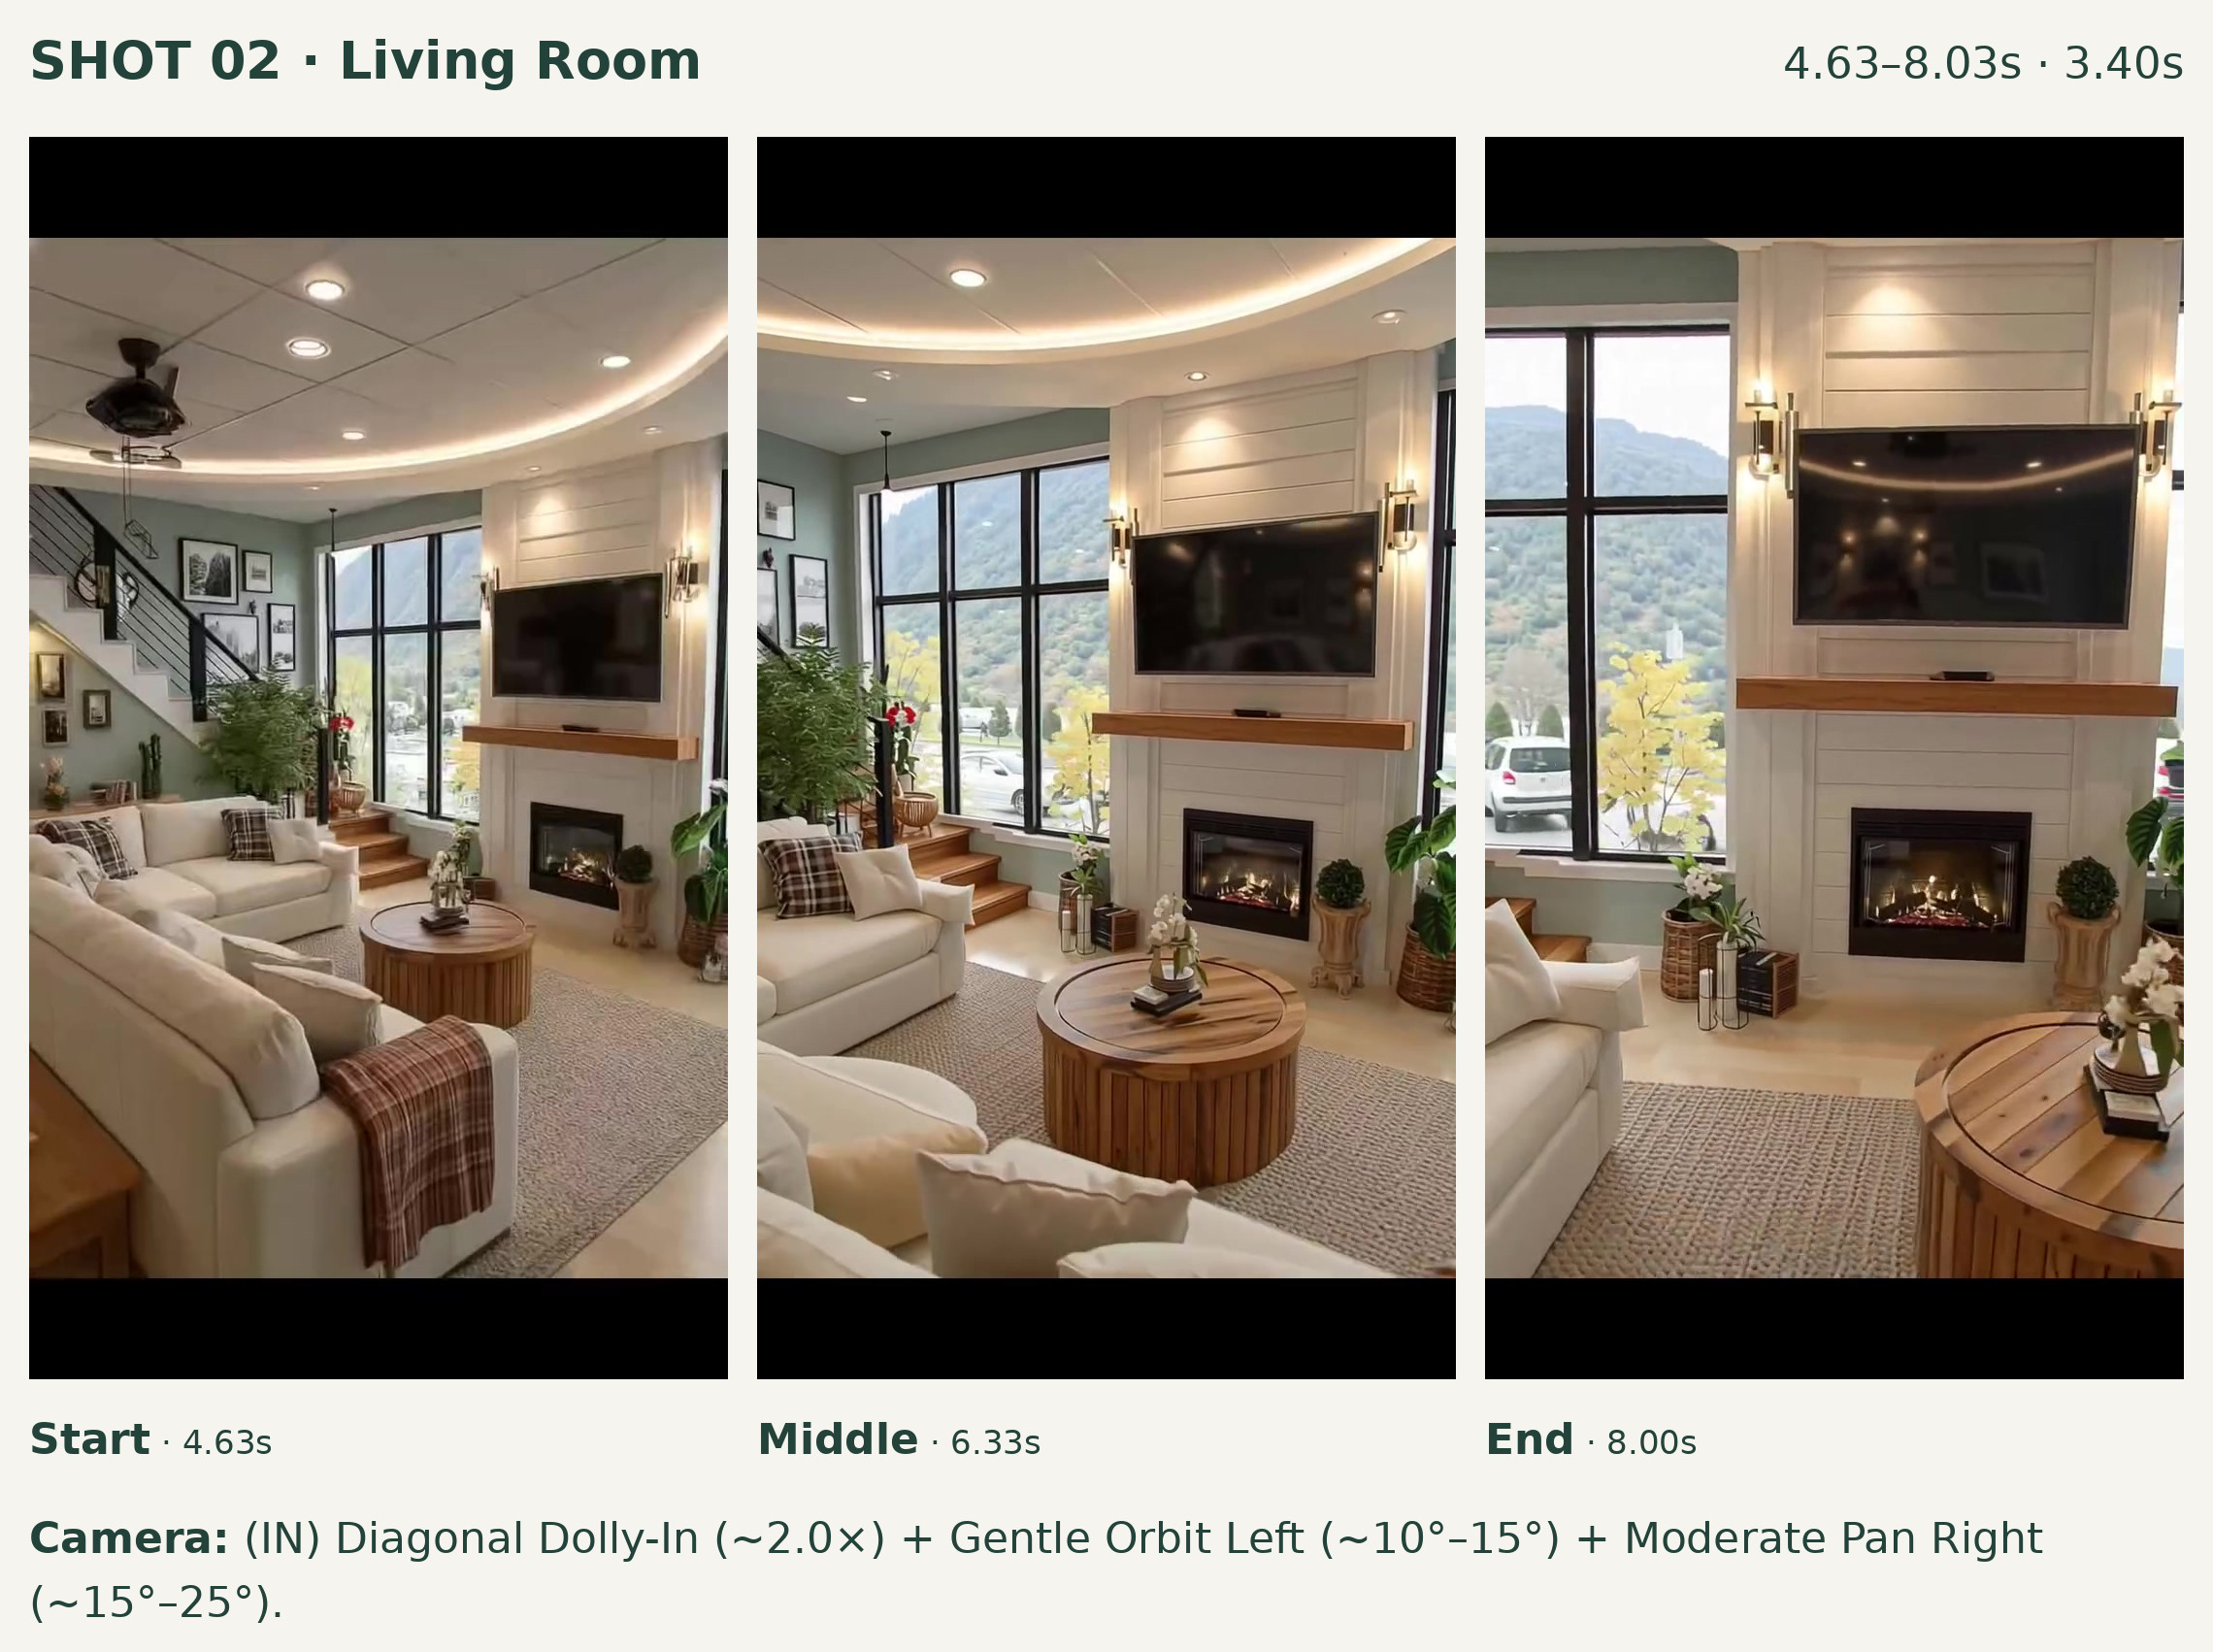 SHOT 02 · Living Room
4.63–8.03s · 3.40s
Start · 4.63s
Middle · 6.33s
End · 8.00s
Camera: (IN) Diagonal Dolly-In (~2.0×) + Gentle Orbit Left (~10°–15°) + Moderate Pan Right
(~15°–25°).